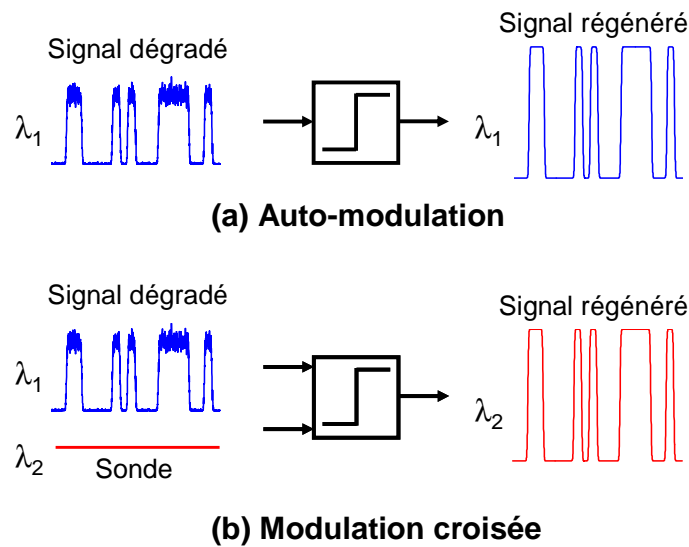 Signal dégradé
Signal régénéré
λ1
λ1
(a) Auto-modulation
Signal dégradé
Signal régénéré
λ1
λ2
λ2
Sonde
(b) Modulation croisée